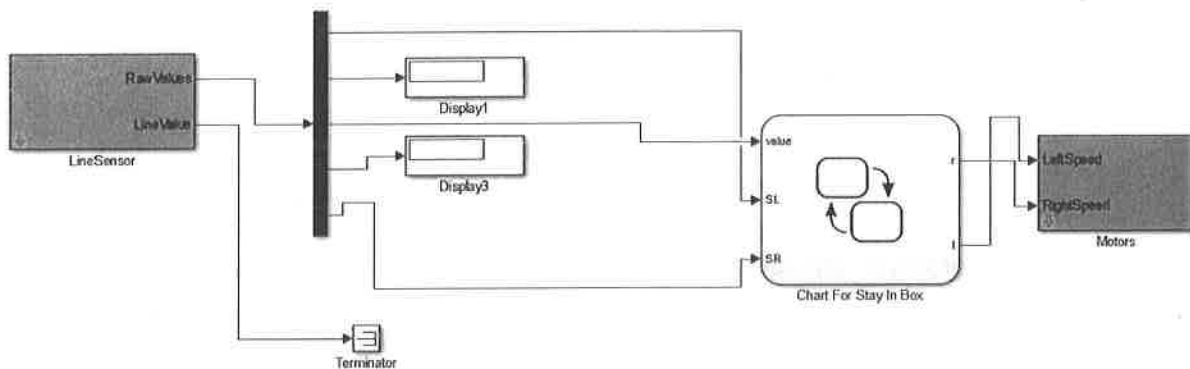 RawValues
LineValue
LineSensor
Display1
Display3
Terminator
value
SL
SR
r
l
Chart For Stay In Box
LeftSpeed
RightSpeed
Motors